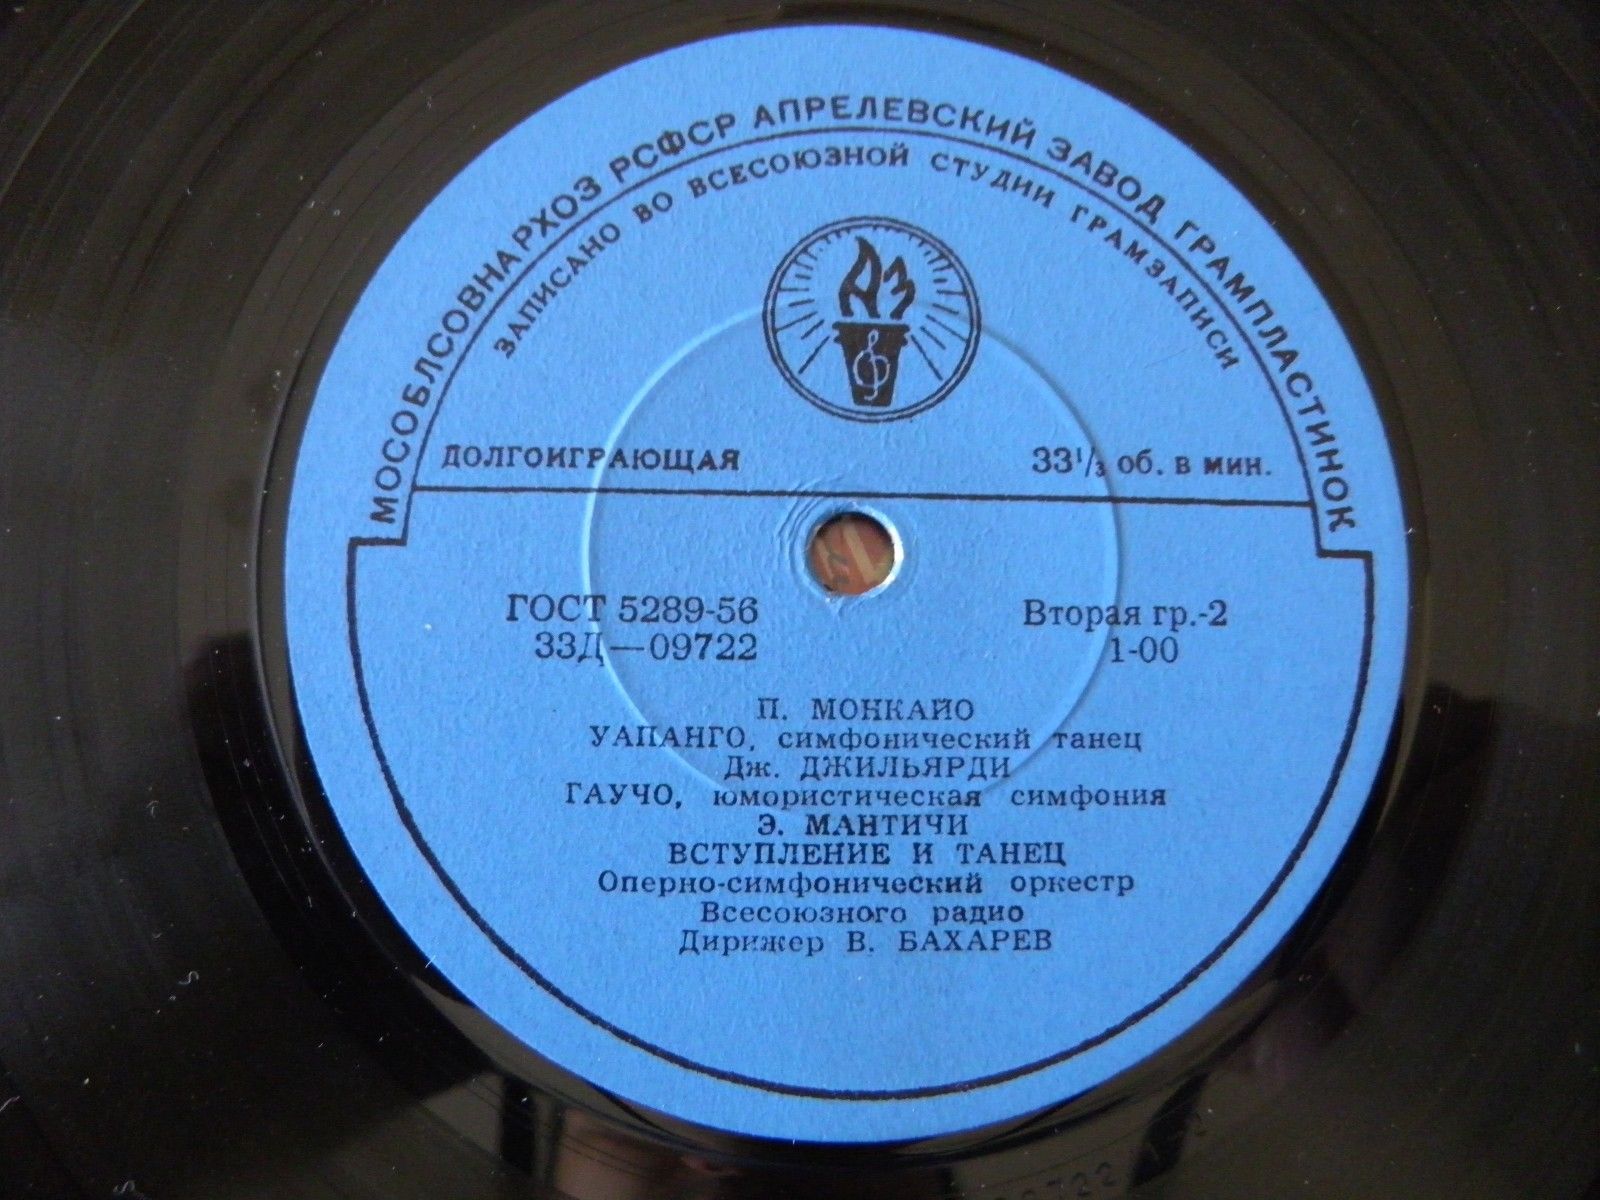 МОСОБЛСОВНАРХОЗ РСФСР АПРЕЛЕВСКИЙ ЗАВОД ГРАМПЛАСТИНОК
ЗАПИСАНО ВО ВСЕСОЮЗНОЙ СТУДИИ ГРАМЗАПИСИ
АЗ
ДОЛГОИГРАЮЩАЯ 33⅓ об. в мин.
ГОСТ 5289-56 Вторая гр.-2
33Д—09722 1-00
П. МОНКАЙО
УАПАНГО, симфонический танец
Дж. ДЖИЛЬЯРДИ
ГАУЧО, юмористическая симфония
Э. МАНТИЧИ
ВСТУПЛЕНИЕ И ТАНЕЦ
Оперно-симфонический оркестр
Всесоюзного радио
Дирижер В. БАХАРЕВ